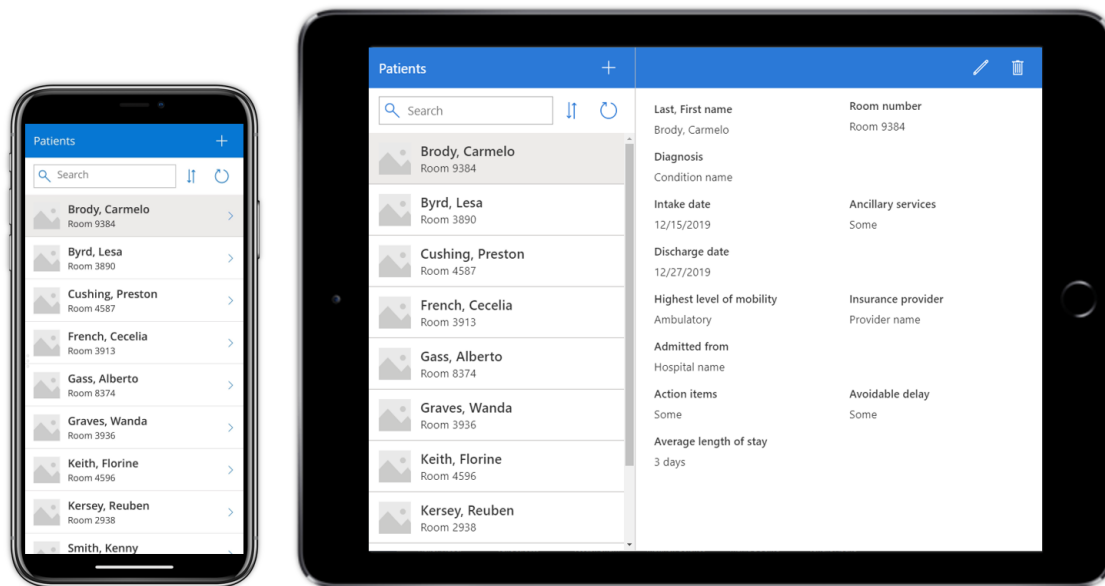 Patients
Search
Brody, Carmelo
Room 9384
Byrd, Lesa
Room 3890
Cushing, Preston
Room 4587
French, Cecelia
Room 3913
Gass, Alberto
Room 8374
Graves, Wanda
Room 3936
Keith, Florine
Room 4596
Kersey, Reuben
Room 2938
Smith, Kenny
Patients
Search
Brody, Carmelo
Room 9384
Byrd, Lesa
Room 3890
Cushing, Preston
Room 4587
French, Cecelia
Room 3913
Gass, Alberto
Room 8374
Graves, Wanda
Room 3936
Keith, Florine
Room 4596
Kersey, Reuben
Room 2938
Last, First name
Room number
Brody, Carmelo
Room 9384
Diagnosis
Condition name
Intake date
Ancillary services
12/15/2019
Some
Discharge date
12/27/2019
Highest level of mobility
Insurance provider
Ambulatory
Provider name
Admitted from
Hospital name
Action items
Avoidable delay
Some
Some
Average length of stay
3 days